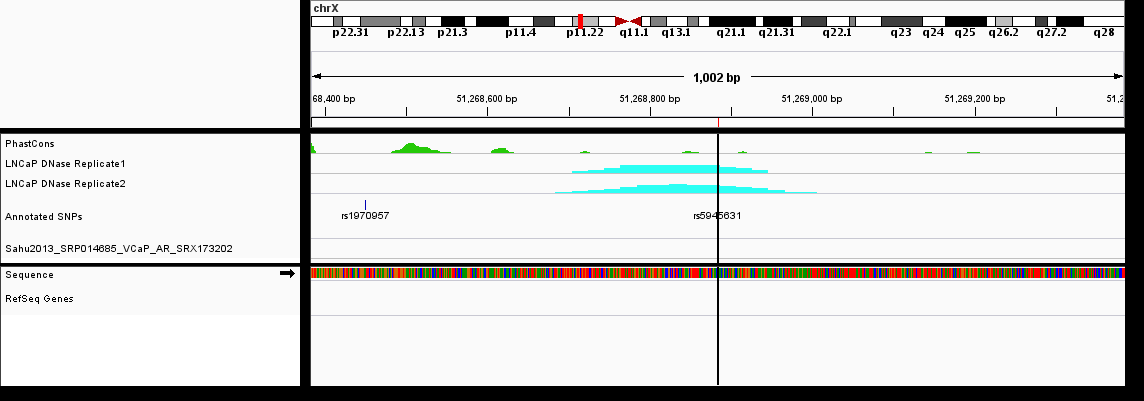 chrX
p22.31 p22.13 p21.3 p11.4 p11.22 q11.1 q13.1 q21.1 q21.31 q22.1 q23 q24 q25 q26.2 q27.2 q28
1,002 bp
68,400 bp 51,268,600 bp 51,268,800 bp 51,269,000 bp 51,269,200 bp 51,2
PhastCons
LNCaP DNase Replicate1
LNCaP DNase Replicate2
Annotated SNPs rs1970957 rs5945631
Sahu2013_SRP014685_VCaP_AR_SRX173202
Sequence
RefSeq Genes